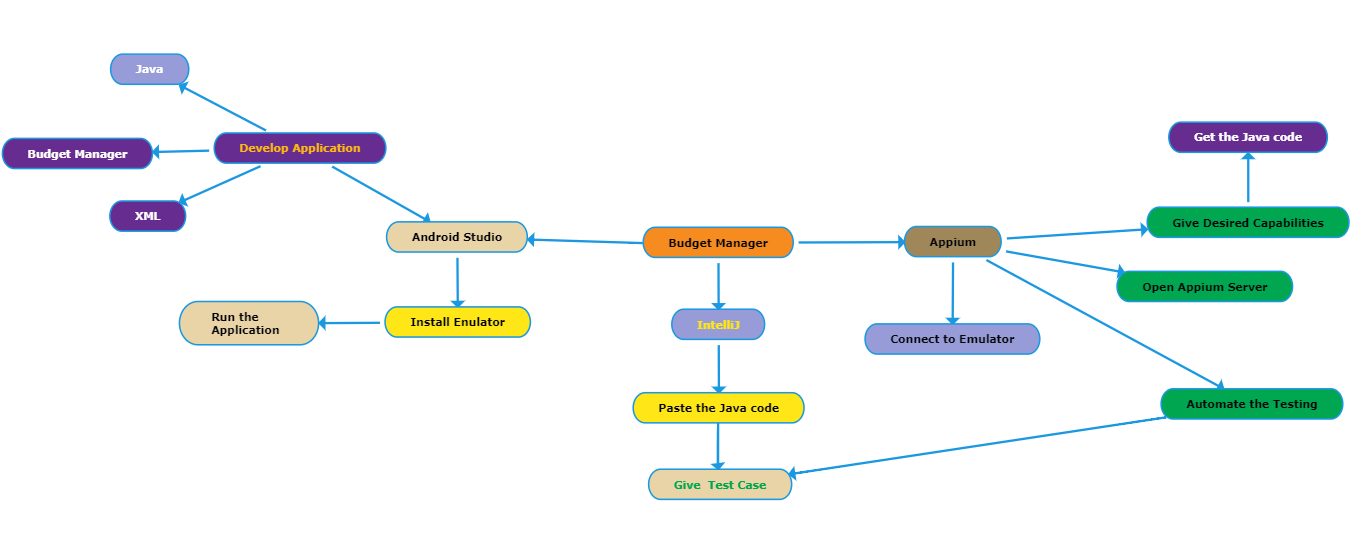 Java
Get the Java code
Budget Manager
Develop Application
XML
Give Desired Capabilities
Android Studio
Budget Manager
Appium
Open Appium Server
Run the
Application
Install Enulator
IntelliJ
Connect to Emulator
Paste the Java code
Automate the Testing
Give  Test Case